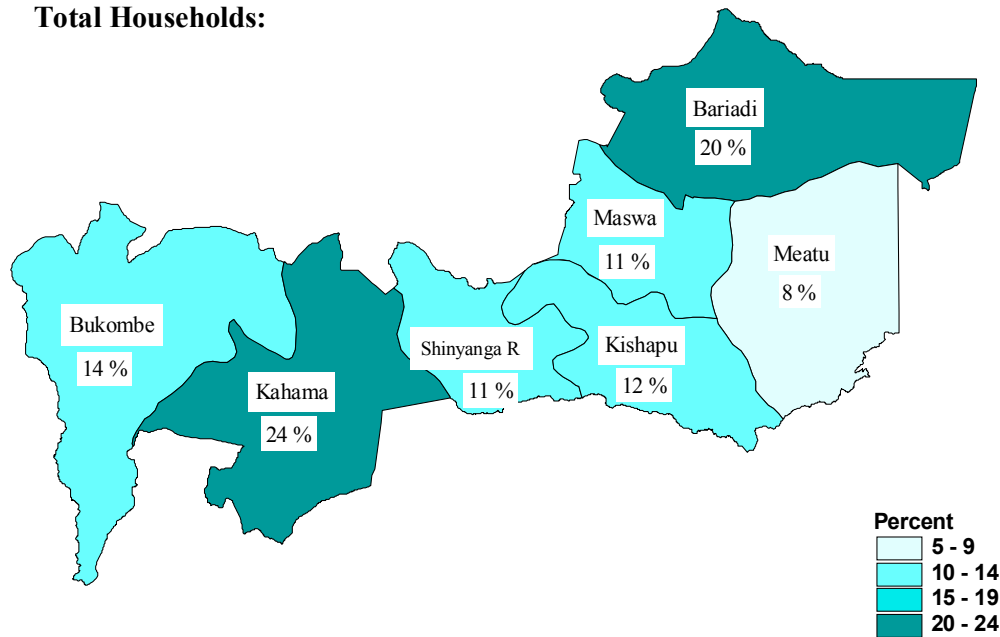 Total Households:
Bariadi
20 %
Maswa
11 %
Meatu
8 %
Bukombe
14 %
Shinyanga R
11 %
Kishapu
12 %
Kahama
24 %
Percent
5 - 9
10 - 14
15 - 19
20 - 24